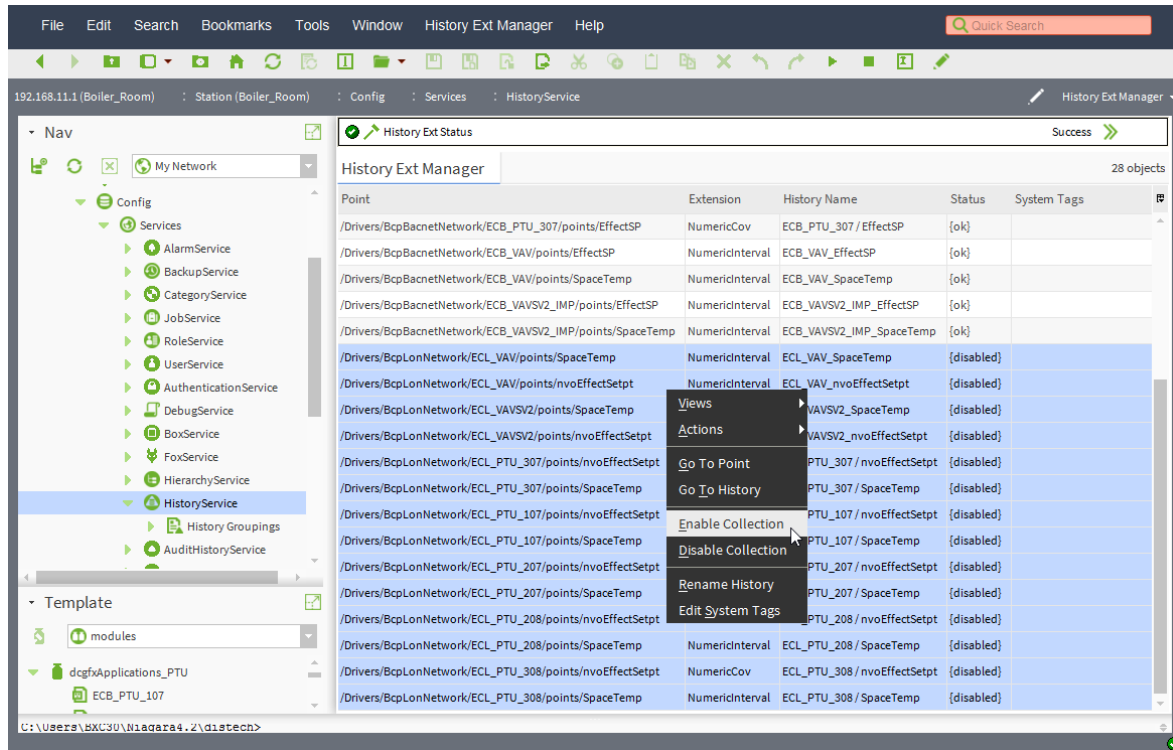 File Edit Search Bookmarks Tools Window History Ext Manager Help Quick Search
192.168.11.1 (Boiler_Room) : Station (Boiler_Room) : Config : Services : HistoryService History Ext Manager
Nav
My Network
Config
Services
AlarmService
BackupService
CategoryService
JobService
RoleService
UserService
AuthenticationService
DebugService
BoxService
FoxService
HierarchyService
HistoryService
History Groupings
AuditHistoryService
Template
modules
dcgfxApplications_PTU
ECB_PTU_107
History Ext Status Success
History Ext Manager 28 objects
Point Extension History Name Status System Tags
/Drivers/BcpBacnetNetwork/ECB_PTU_307/points/EffectSP NumericCov ECB_PTU_307 / EffectSP {ok}
/Drivers/BcpBacnetNetwork/ECB_VAV/points/EffectSP NumericInterval ECB_VAV_EffectSP {ok}
/Drivers/BcpBacnetNetwork/ECB_VAV/points/SpaceTemp NumericInterval ECB_VAV_SpaceTemp {ok}
/Drivers/BcpBacnetNetwork/ECB_VAVSV2_IMP/points/EffectSP NumericInterval ECB_VAVSV2_IMP_EffectSP {ok}
/Drivers/BcpBacnetNetwork/ECB_VAVSV2_IMP/points/SpaceTemp NumericInterval ECB_VAVSV2_IMP_SpaceTemp {ok}
/Drivers/BcpLonNetwork/ECL_VAV/points/SpaceTemp NumericInterval ECL_VAV_SpaceTemp {disabled}
/Drivers/BcpLonNetwork/ECL_VAV/points/nvoEffectSetpt NumericInterval ECL_VAV_nvoEffectSetpt {disabled}
/Drivers/BcpLonNetwork/ECL_VAVSV2/points/SpaceTemp VAVSV2_SpaceTemp {disabled}
/Drivers/BcpLonNetwork/ECL_VAVSV2/points/nvoEffectSetpt VAVSV2_nvoEffectSetpt {disabled}
/Drivers/BcpLonNetwork/ECL_PTU_307/points/nvoEffectSetpt PTU_307 / nvoEffectSetpt {disabled}
/Drivers/BcpLonNetwork/ECL_PTU_307/points/SpaceTemp PTU_307 / SpaceTemp {disabled}
/Drivers/BcpLonNetwork/ECL_PTU_107/points/nvoEffectSetpt PTU_107 / nvoEffectSetpt {disabled}
/Drivers/BcpLonNetwork/ECL_PTU_107/points/SpaceTemp PTU_107 / SpaceTemp {disabled}
/Drivers/BcpLonNetwork/ECL_PTU_207/points/nvoEffectSetpt PTU_207 / nvoEffectSetpt {disabled}
/Drivers/BcpLonNetwork/ECL_PTU_207/points/SpaceTemp PTU_207 / SpaceTemp {disabled}
/Drivers/BcpLonNetwork/ECL_PTU_208/points/nvoEffectSetpt PTU_208 / nvoEffectSetpt {disabled}
/Drivers/BcpLonNetwork/ECL_PTU_208/points/SpaceTemp NumericInterval ECL_PTU_208 / SpaceTemp {disabled}
/Drivers/BcpLonNetwork/ECL_PTU_308/points/nvoEffectSetpt NumericCov ECL_PTU_308 / nvoEffectSetpt {disabled}
/Drivers/BcpLonNetwork/ECL_PTU_308/points/SpaceTemp NumericInterval ECL_PTU_308 / SpaceTemp {disabled}
Views
Actions
Go To Point
Go To History
Enable Collection
Disable Collection
Rename History
Edit System Tags
C:\Users\BXC30\Niagara4.2\distech>